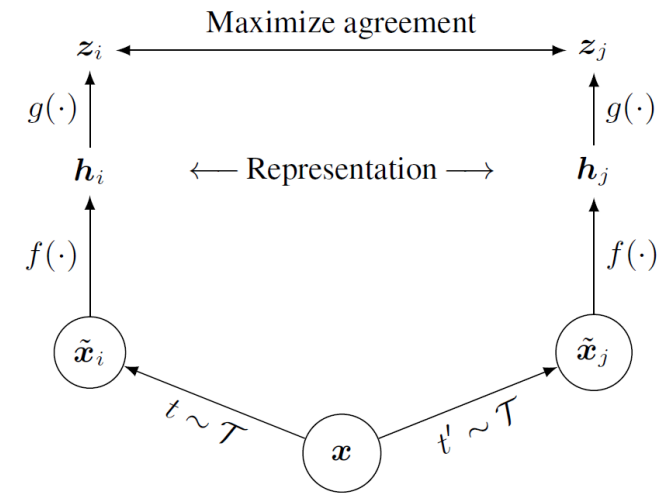 Maximize agreement
z_i z_j
g(·) g(·)
h_i ← Representation → h_j
f(·) f(·)
x̃_i x̃_j
t ∼ 𝒯 t′ ∼ 𝒯
x